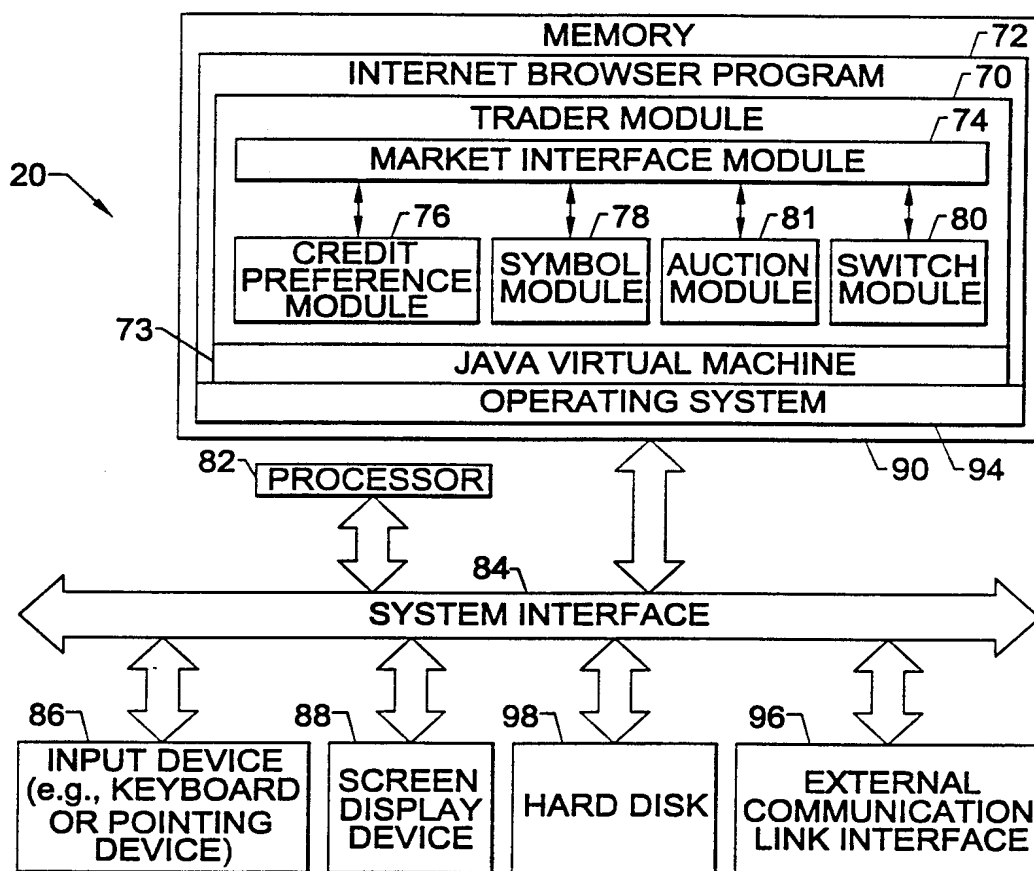 MEMORY
72
INTERNET BROWSER PROGRAM
70
TRADER MODULE
74
MARKET INTERFACE MODULE
20
76
78
81
80
CREDIT
PREFERENCE
MODULE
SYMBOL
MODULE
AUCTION
MODULE
SWITCH
MODULE
73
JAVA VIRTUAL MACHINE
OPERATING SYSTEM
82
PROCESSOR
90
94
84
SYSTEM INTERFACE
86
88
98
96
INPUT DEVICE
(e.g., KEYBOARD
OR POINTING
DEVICE)
SCREEN
DISPLAY
DEVICE
HARD DISK
EXTERNAL
COMMUNICATION
LINK INTERFACE